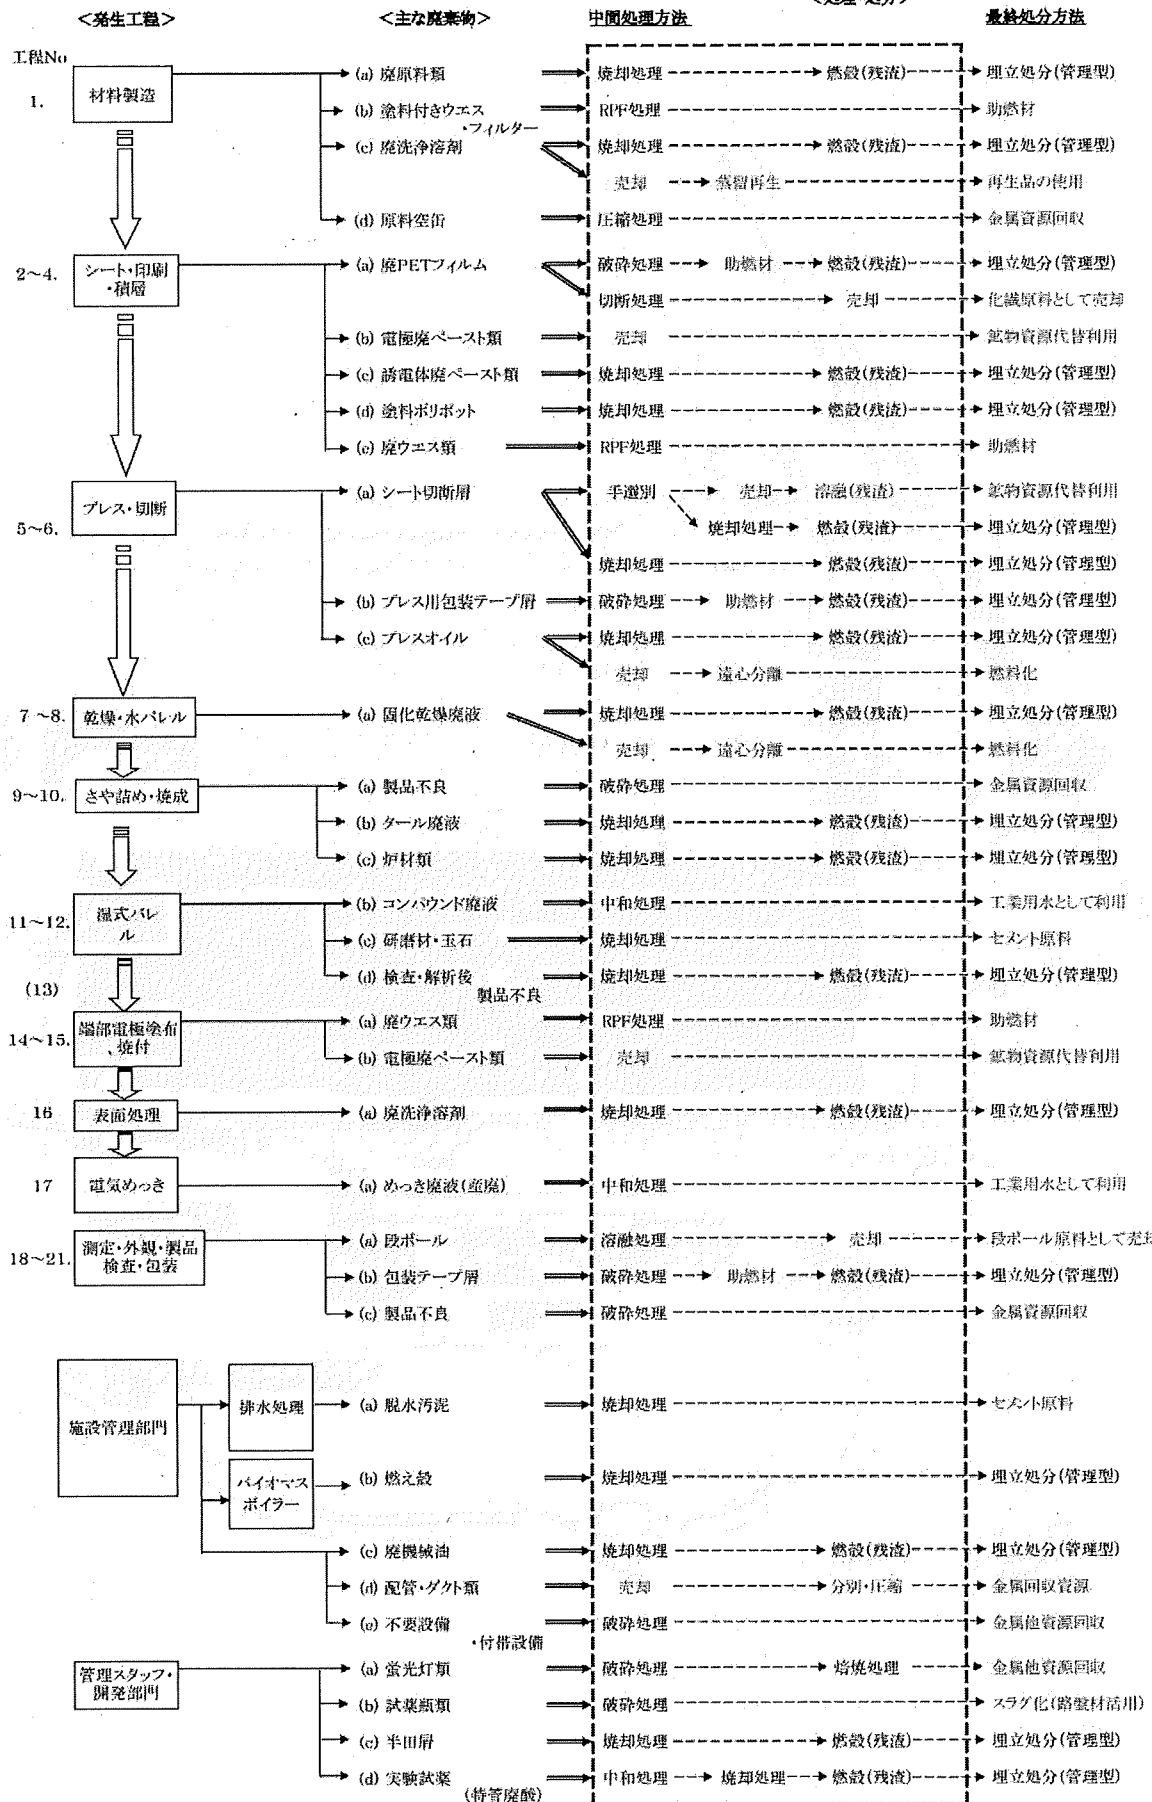 <処理・処分>
<発生工程> <主な廃棄物> 中間処理方法 最終処分方法
工程No
1. 材料製造 (a) 廃原料類 焼却処理 燃殻(残渣) 埋立処分(管理型)
(b) 塗料付きウエス RPF処理 助燃材
・フィルター
(c) 廃洗浄溶剤 焼却処理 燃殻(残渣) 埋立処分(管理型)
売却 蒸留再生 再生品の使用
(d) 原料空缶 圧縮処理 金属資源回収
2~4. シート・印刷 (a) 廃PETフィルム 破砕処理 助燃材 燃殻(残渣) 埋立処分(管理型)
・積層
切断処理 売却 化繊原料として売却
(b) 電極廃ペースト類 売却 鉱物資源代替利用
(c) 誘電体廃ペースト類 焼却処理 燃殻(残渣) 埋立処分(管理型)
(d) 塗料ポリポット 焼却処理 燃殻(残渣) 埋立処分(管理型)
(e) 廃ウエス類 RPF処理 助燃材
5~6. プレス・切断 (a) シート切断屑 手選別 売却 溶融(残渣) 鉱物資源代替利用
焼却処理 燃殻(残渣) 埋立処分(管理型)
焼却処理 燃殻(残渣) 埋立処分(管理型)
(b) プレス用包装テープ屑 破砕処理 助燃材 燃殻(残渣) 埋立処分(管理型)
(c) プレスオイル 焼却処理 燃殻(残渣) 埋立処分(管理型)
売却 遠心分離 燃料化
7~8. 乾燥・水バレル (a) 固化乾燥廃液 焼却処理 燃殻(残渣) 埋立処分(管理型)
売却 遠心分離 燃料化
9~10. さや詰め・焼成 (a) 製品不良 破砕処理 金属資源回収
(b) タール廃液 焼却処理 燃殻(残渣) 埋立処分(管理型)
(c) 炉材類 焼却処理 燃殻(残渣) 埋立処分(管理型)
11~12. 湿式バレ (b) コンパウンド廃液 中和処理 工業用水として利用
ル
(c) 研磨材・玉石 焼却処理 セメント原料
(13) (d) 検査・解析後 焼却処理 燃殻(残渣) 埋立処分(管理型)
製品不良
14~15. 端部電極塗布 (a) 廃ウエス類 RPF処理 助燃材
、焼付
(b) 電極廃ペースト類 売却 鉱物資源代替利用
16 表面処理 (a) 廃洗浄溶剤 焼却処理 燃殻(残渣) 埋立処分(管理型)
17 電気めっき (a) めっき廃液(産廃) 中和処理 工業用水として利用
18~21. 測定・外観・製品 (a) 段ボール 溶融処理 売却 段ボール原料として売却
検査・包装
(b) 包装テープ屑 破砕処理 助燃材 燃殻(残渣) 埋立処分(管理型)
(c) 製品不良 破砕処理 金属資源回収
施設管理部門 排水処理 (a) 脱水汚泥 焼却処理 セメント原料
バイオマス (b) 燃え殻 焼却処理 埋立処分(管理型)
ボイラー
(c) 廃機械油 焼却処理 燃殻(残渣) 埋立処分(管理型)
(d) 配管・ダクト類 売却 分別・圧縮 金属回収資源
(e) 不要設備 破砕処理 金属他資源回収
・付帯設備
管理スタッフ・ (a) 蛍光灯類 破砕処理 焙焼処理 金属他資源回収
開発部門
(b) 試薬瓶類 破砕処理 スラグ化(路盤材活用)
(c) 半田屑 焼却処理 燃殻(残渣) 埋立処分(管理型)
(d) 実験試薬 中和処理 焼却処理 燃殻(残渣) 埋立処分(管理型)
(特管廃酸)